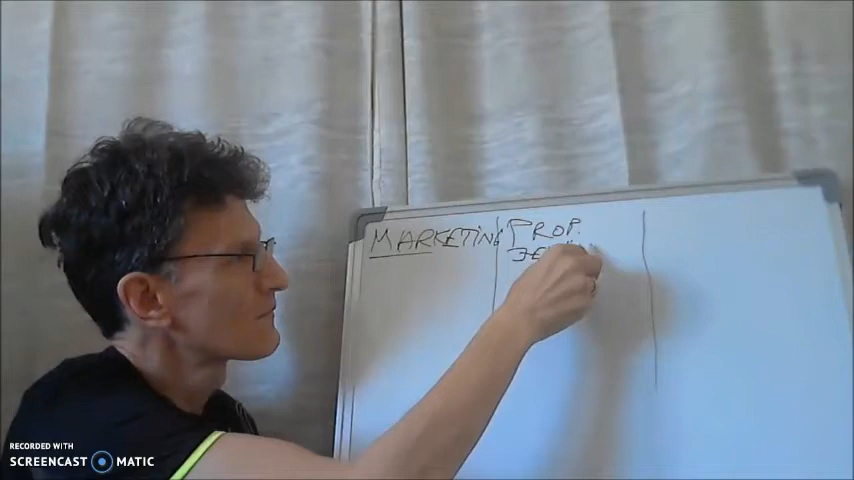 MARKETING
PROP.
RECORDED WITH
SCREENCAST MATIC